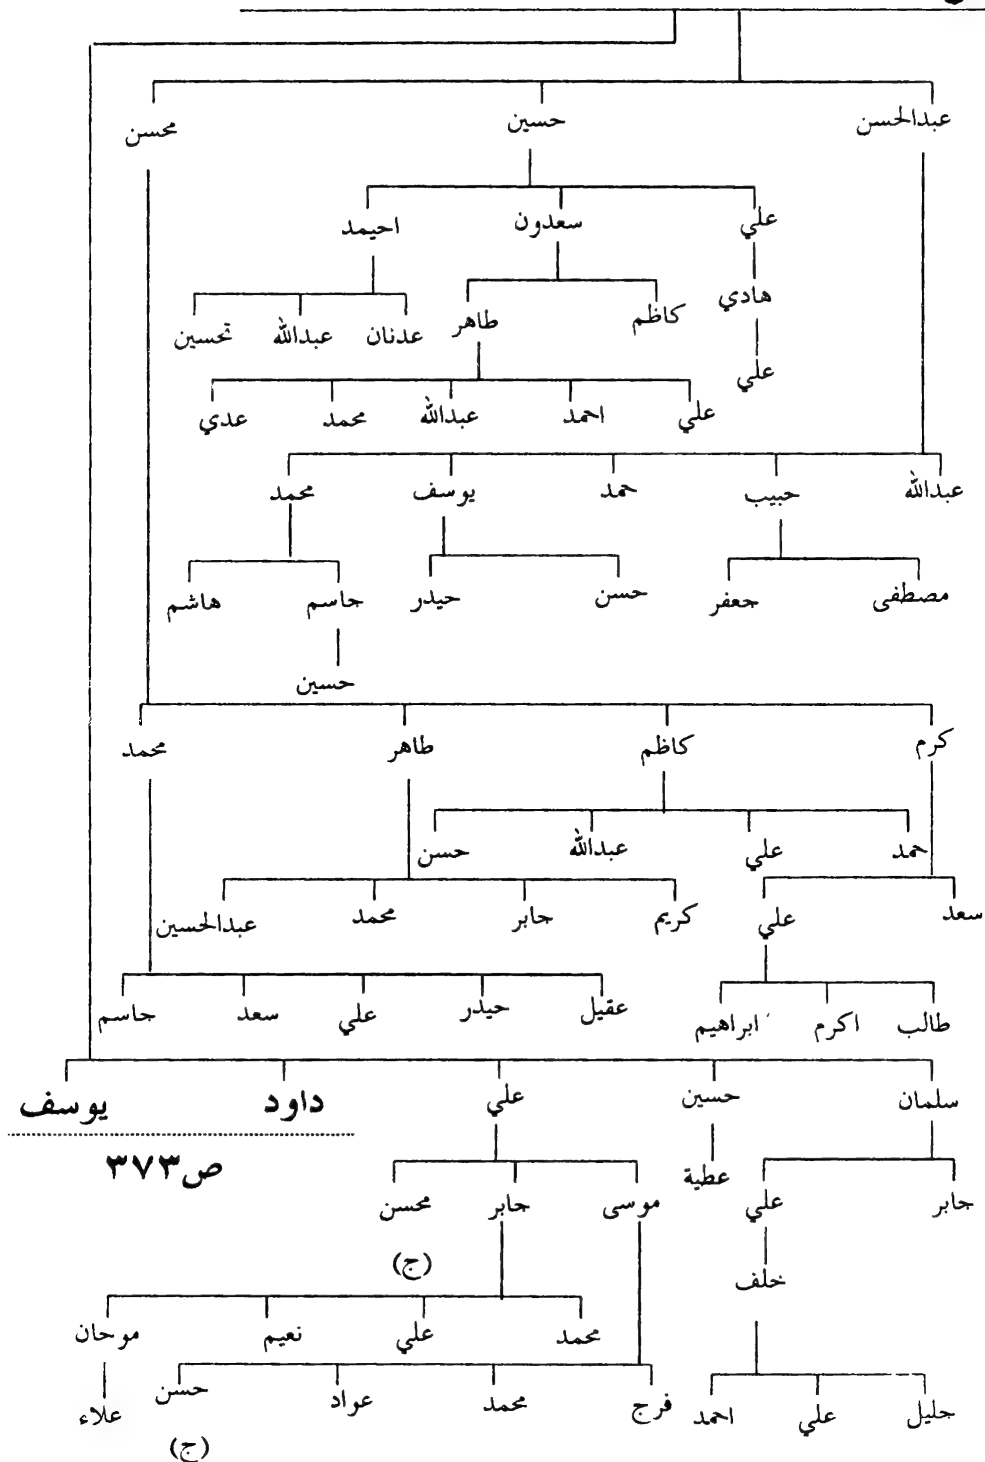 عبدالحسن حسين محسن
علي سعدون احيمد
هادي
كاظم طاهر عدنان عبدالله تحسين
علي
علي احمد عبدالله محمد عدي
عبدالله حبيب حمد يوسف محمد
مصطفى جعفر حسن حيدر جاسم هاشم
حسين
كرم كاظم طاهر محمد
حمد علي عبدالله حسن
سعد علي كريم جابر محمد عبدالحسين
طالب اكرم ابراهيم عقيل حيدر علي سعد جاسم
سلمان حسين علي داود يوسف
ص٣٧٣
جابر علي عطية موسى جابر محسن
(ج)
خلف
محمد علي نعيم موحان
جليل علي احمد فرج محمد عواد حسن علاء
(ج)